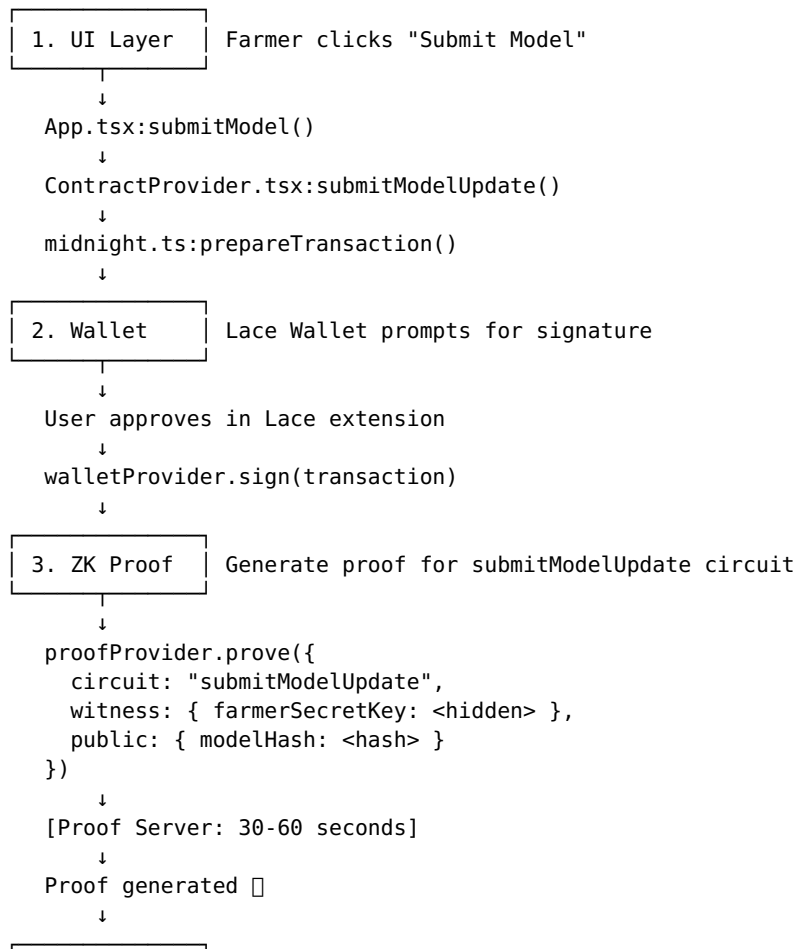 1. UI Layer Farmer clicks "Submit Model"
↓
App.tsx:submitModel()
↓
ContractProvider.tsx:submitModelUpdate()
↓
midnight.ts:prepareTransaction()
↓
2. Wallet Lace Wallet prompts for signature
↓
User approves in Lace extension
↓
walletProvider.sign(transaction)
↓
3. ZK Proof Generate proof for submitModelUpdate circuit
↓
proofProvider.prove({
circuit: "submitModelUpdate",
witness: { farmerSecretKey: <hidden> },
public: { modelHash: <hash> }
})
↓
[Proof Server: 30-60 seconds]
↓
Proof generated
↓